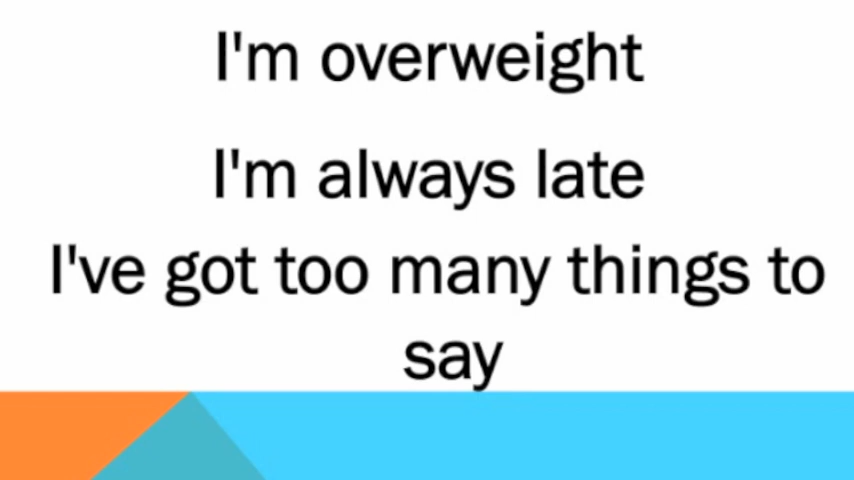 I'm overweight
I'm always late
I've got too many things to
say